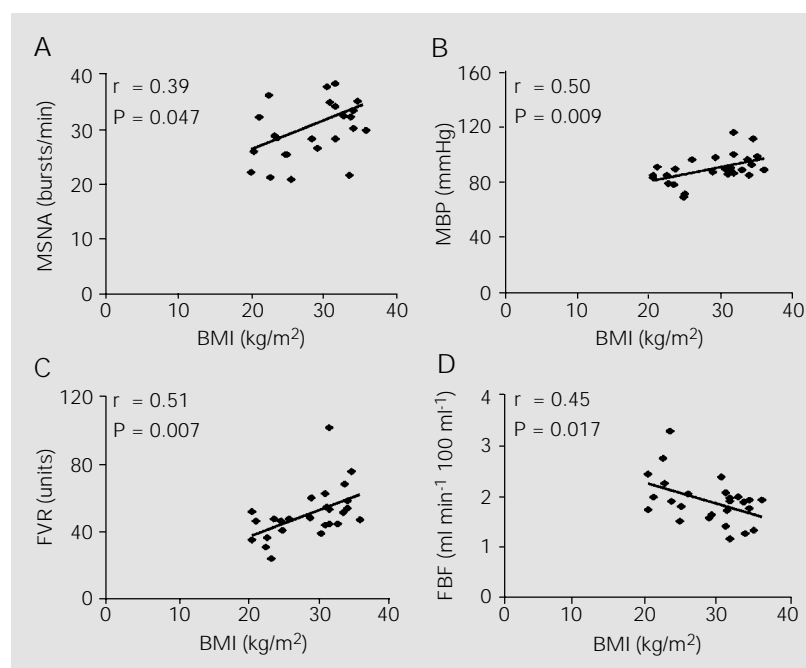 A
r = 0.39
P = 0.047
MSNA (bursts/min)
40
30
20
10
0
0 10 20 30 40
BMI (kg/m²)
B
r = 0.50
P = 0.009
MBP (mmHg)
160
120
80
40
0
0 10 20 30 40
BMI (kg/m²)
C
r = 0.51
P = 0.007
FVR (units)
120
80
40
0
0 10 20 30 40
BMI (kg/m²)
D
r = 0.45
P = 0.017
FBF (ml min⁻¹ 100 ml⁻¹)
4
3
2
1
0
0 10 20 30 40
BMI (kg/m²)